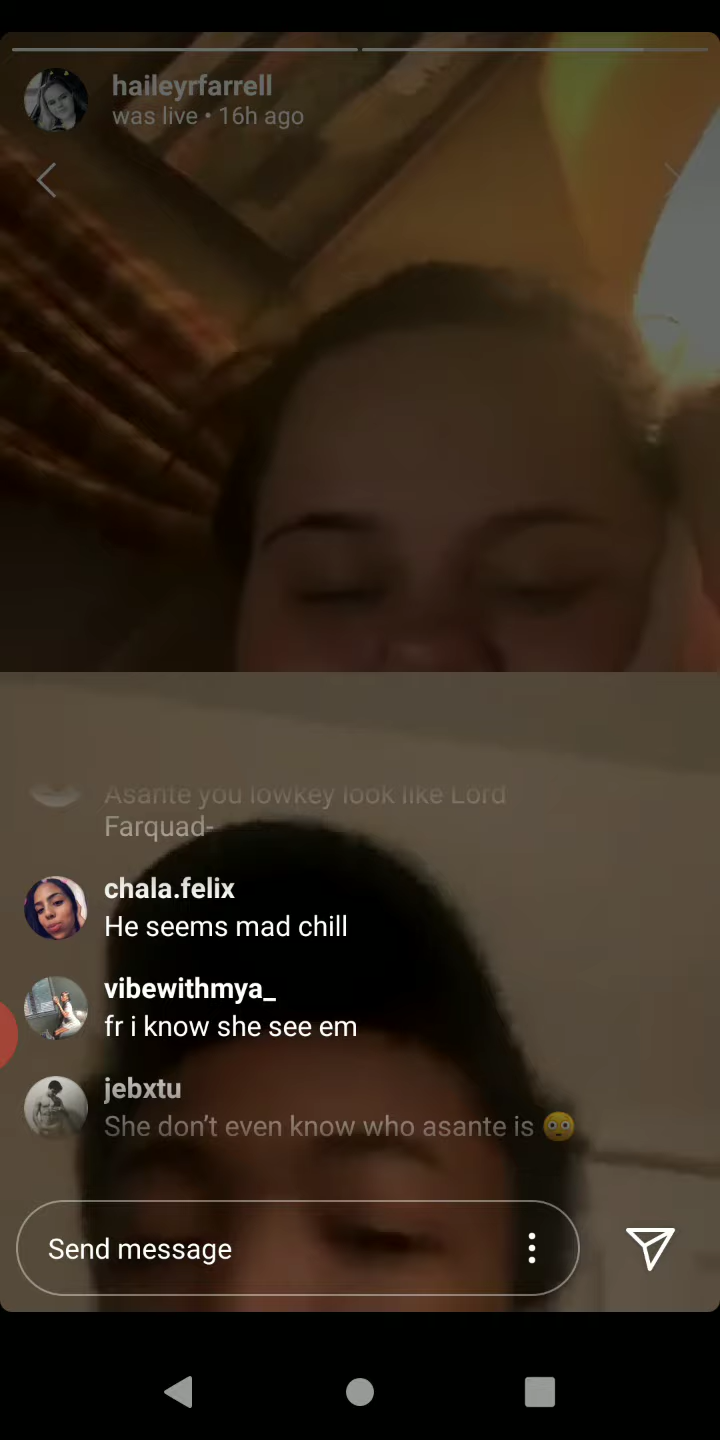 haileyrfarrell
was live • 16h ago
Asante you lowkey look like Lord
Farquad-
chala.felix
He seems mad chill
vibewithmya_
fr i know she see em
jebxtu
She don’t even know who asante is 😳
Send message